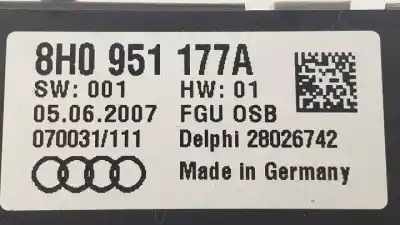 8H0 951 177A
SW: 001 HW: 01
05.06.2007 FGU OSB
070031/111 Delphi 28026742
Made in Germany